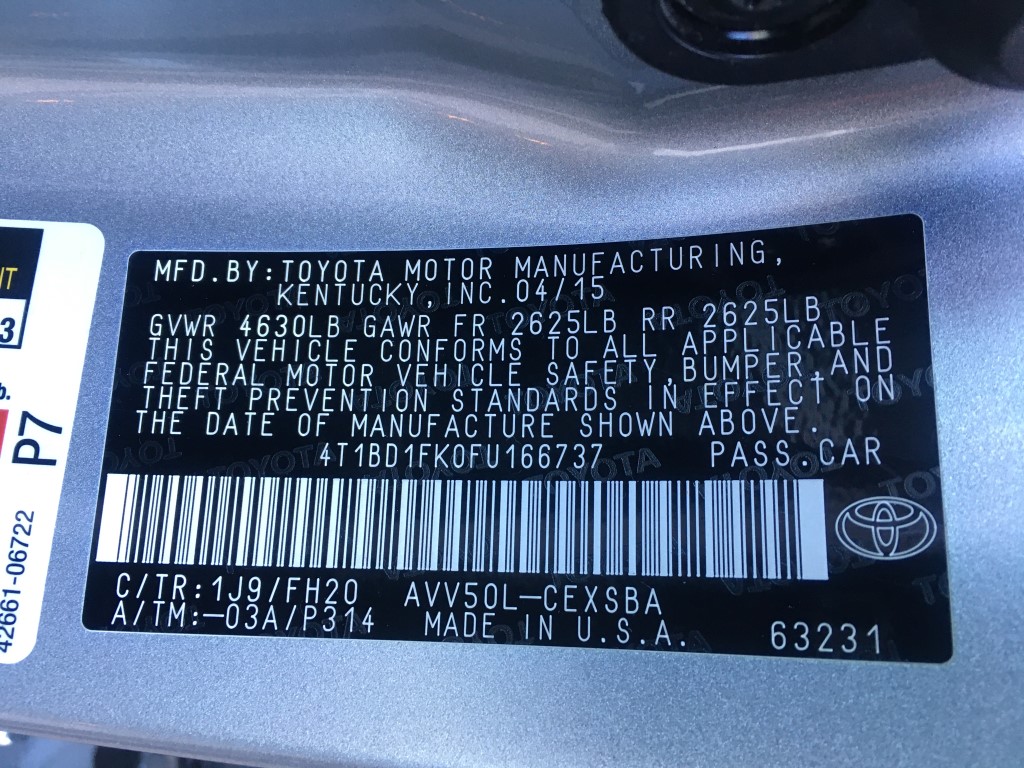 MFD.BY:TOYOTA MOTOR MANUFACTURING,
KENTUCKY,INC.04/15
GVWR 4630LB GAWR FR 2625LB RR 2625LB
THIS VEHICLE CONFORMS TO ALL APPLICABLE
FEDERAL MOTOR VEHICLE SAFETY,BUMPER,AND
THEFT PREVENTION STANDARDS IN EFFECT ON
THE DATE OF MANUFACTURE SHOWN ABOVE.
4T1BD1FK0FU166737 PASS.CAR
C/TR:1J9/FH20 AVV50L-CEXSBA
A/TM:-03A/P314 MADE IN U.S.A. 63231
P7
42661-06722
3
TOYOTA